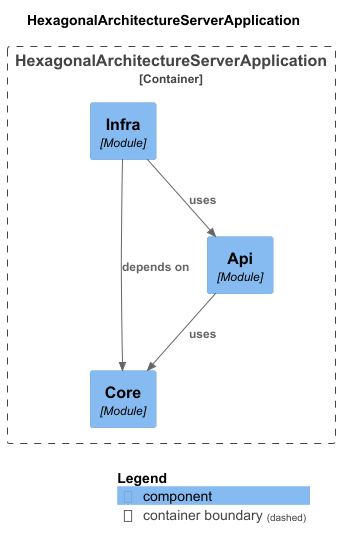 HexagonalArchitectureServerApplication
HexagonalArchitectureServerApplication
[Container]
Infra
[Module]
uses
Api
[Module]
depends on
uses
Core
[Module]
Legend
component
container boundary (dashed)